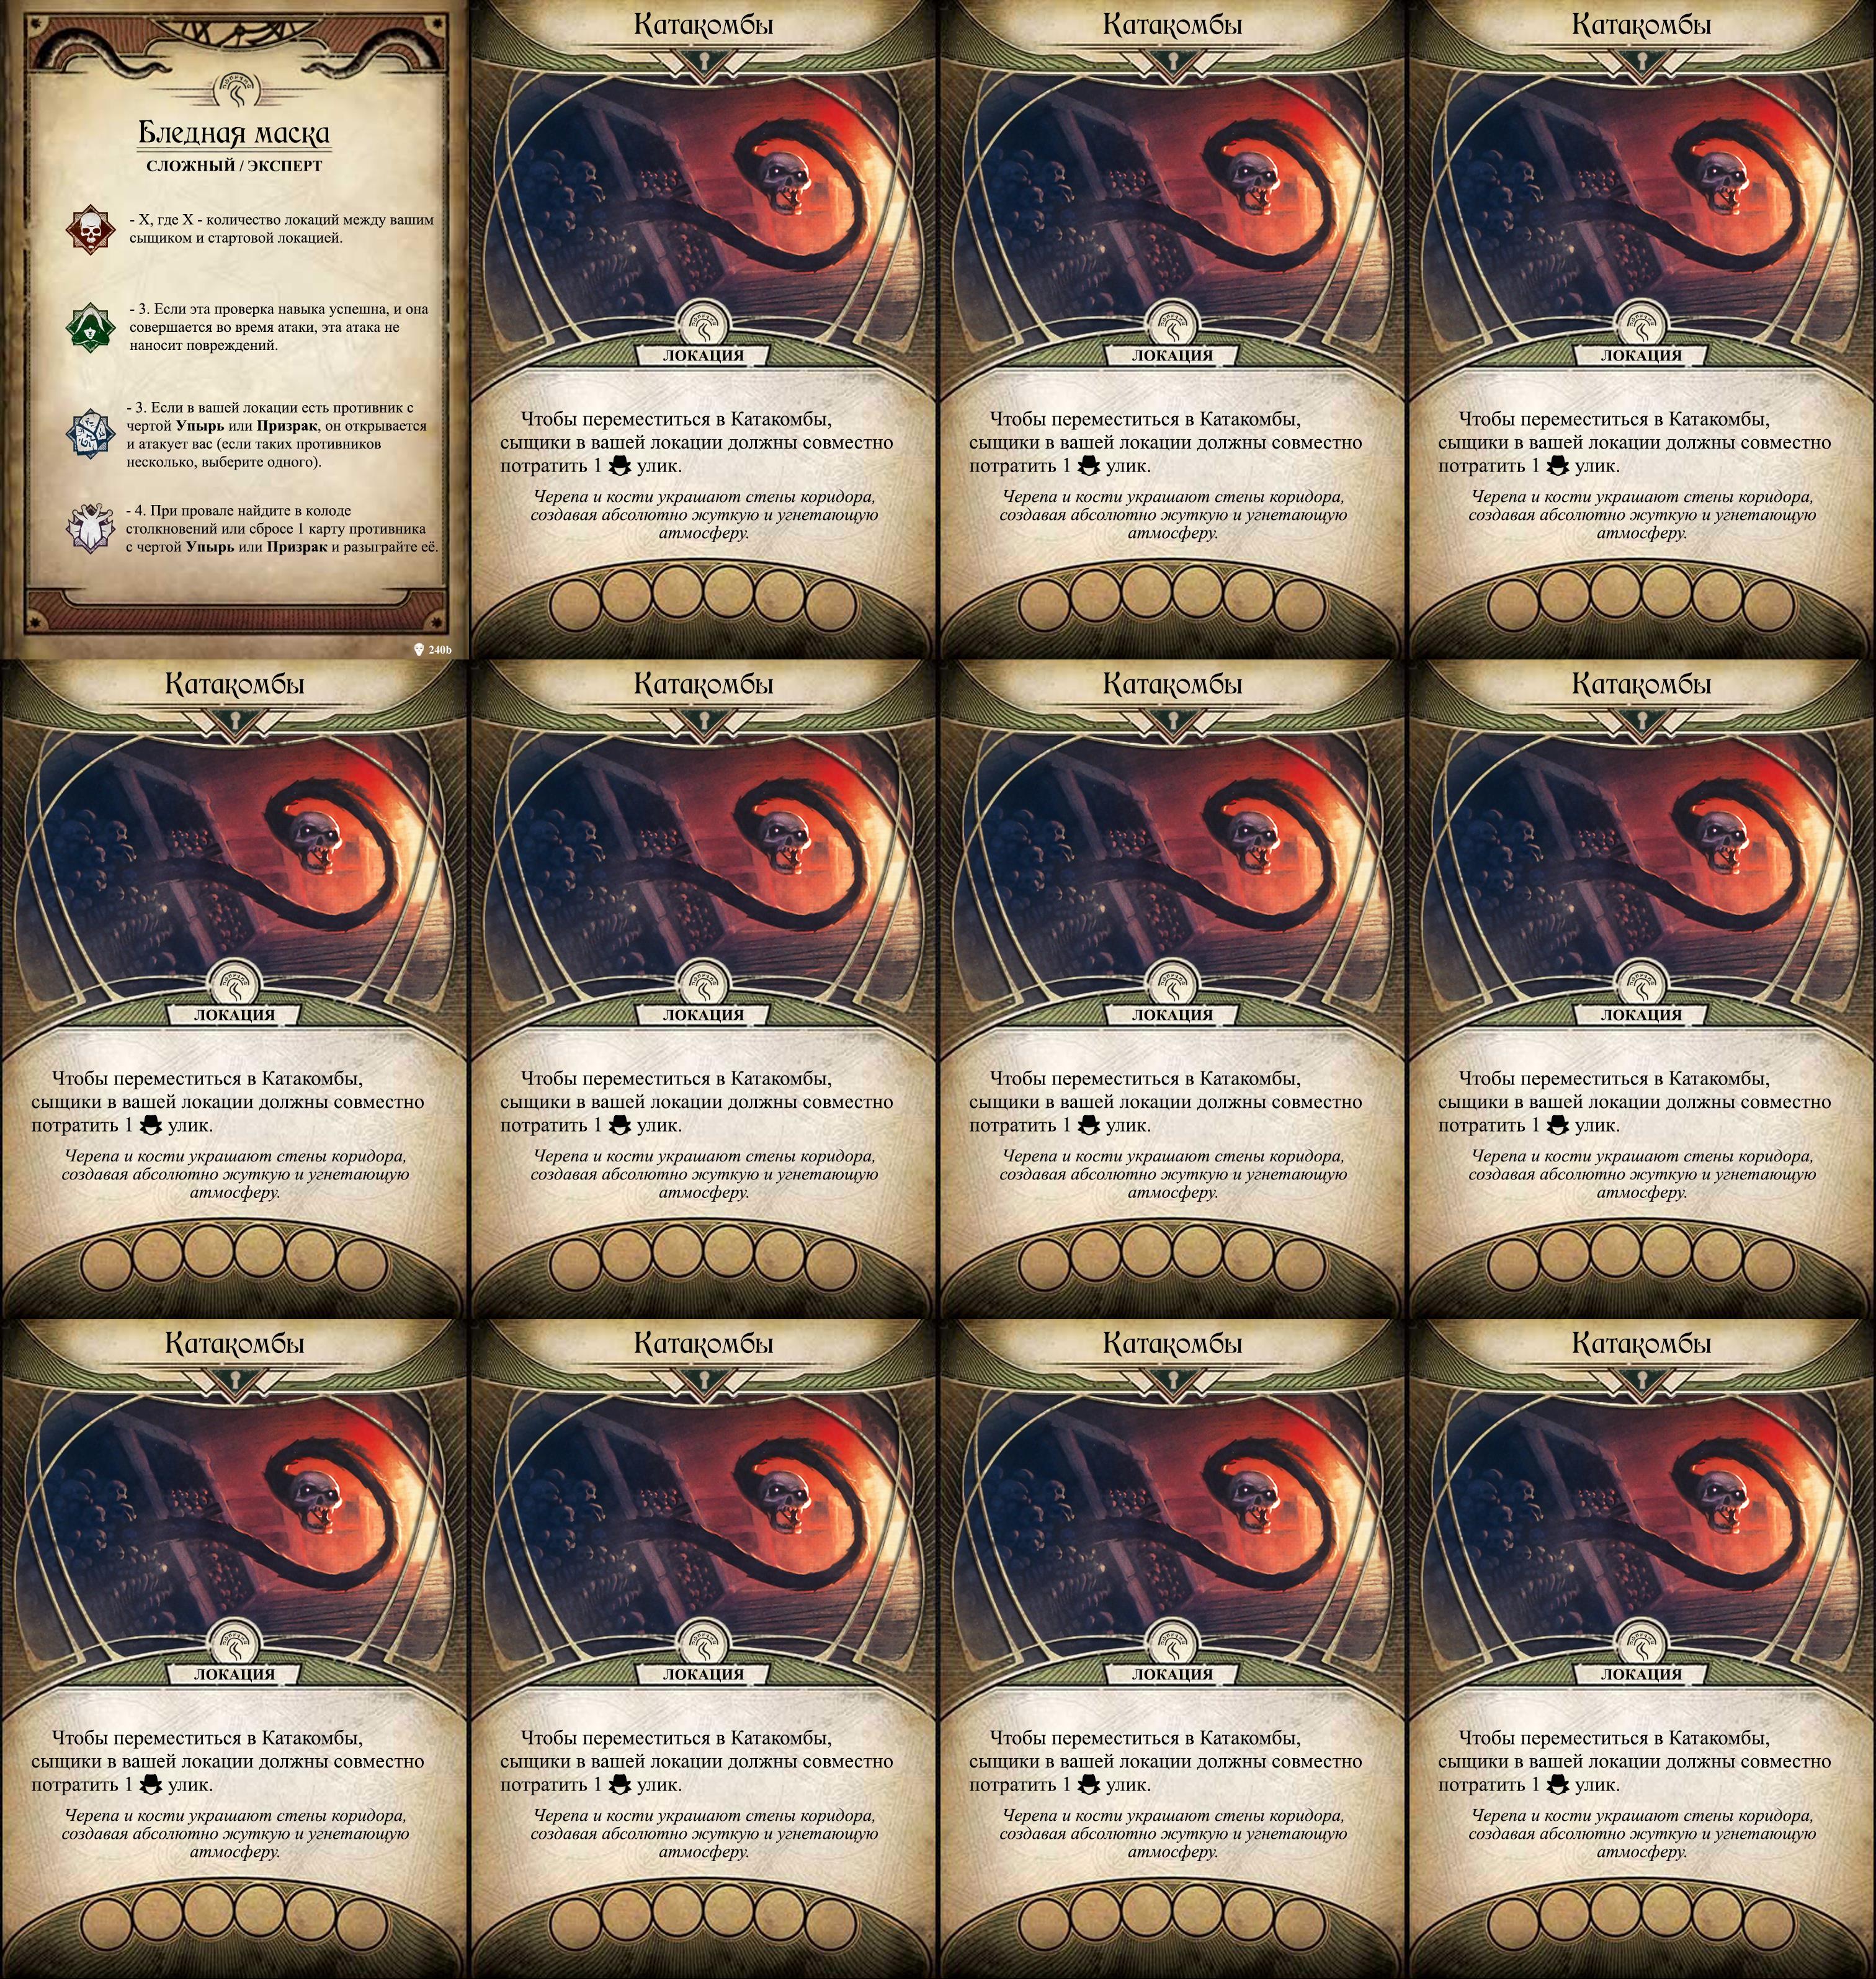 Бледная маска
СЛОЖНЫЙ / ЭКСПЕРТ
- X, где X - количество локаций между вашим
сыщиком и стартовой локацией.
- 3. Если эта проверка навыка успешна, и она
совершается во время атаки, эта атака не
наносит повреждений.
- 3. Если в вашей локации есть противник с
чертой Упырь или Призрак, он открывается
и атакует вас (если таких противников
несколько, выберите одного).
- 4. При провале найдите в колоде
столкновений или сбросе 1 карту противника
с чертой Упырь или Призрак и разыграйте её.
240b
Катакомбы
ЛОКАЦИЯ
Чтобы переместиться в Катакомбы,
сыщики в вашей локации должны совместно
потратить 1 улик.
Черепа и кости украшают стены коридора,
создавая абсолютно жуткую и угнетающую
атмосферу.
Катакомбы
ЛОКАЦИЯ
Чтобы переместиться в Катакомбы,
сыщики в вашей локации должны совместно
потратить 1 улик.
Черепа и кости украшают стены коридора,
создавая абсолютно жуткую и угнетающую
атмосферу.
Катакомбы
ЛОКАЦИЯ
Чтобы переместиться в Катакомбы,
сыщики в вашей локации должны совместно
потратить 1 улик.
Черепа и кости украшают стены коридора,
создавая абсолютно жуткую и угнетающую
атмосферу.
Катакомбы
ЛОКАЦИЯ
Чтобы переместиться в Катакомбы,
сыщики в вашей локации должны совместно
потратить 1 улик.
Черепа и кости украшают стены коридора,
создавая абсолютно жуткую и угнетающую
атмосферу.
Катакомбы
ЛОКАЦИЯ
Чтобы переместиться в Катакомбы,
сыщики в вашей локации должны совместно
потратить 1 улик.
Черепа и кости украшают стены коридора,
создавая абсолютно жуткую и угнетающую
атмосферу.
Катакомбы
ЛОКАЦИЯ
Чтобы переместиться в Катакомбы,
сыщики в вашей локации должны совместно
потратить 1 улик.
Черепа и кости украшают стены коридора,
создавая абсолютно жуткую и угнетающую
атмосферу.
Катакомбы
ЛОКАЦИЯ
Чтобы переместиться в Катакомбы,
сыщики в вашей локации должны совместно
потратить 1 улик.
Черепа и кости украшают стены коридора,
создавая абсолютно жуткую и угнетающую
атмосферу.
Катакомбы
ЛОКАЦИЯ
Чтобы переместиться в Катакомбы,
сыщики в вашей локации должны совместно
потратить 1 улик.
Черепа и кости украшают стены коридора,
создавая абсолютно жуткую и угнетающую
атмосферу.
Катакомбы
ЛОКАЦИЯ
Чтобы переместиться в Катакомбы,
сыщики в вашей локации должны совместно
потратить 1 улик.
Черепа и кости украшают стены коридора,
создавая абсолютно жуткую и угнетающую
атмосферу.
Катакомбы
ЛОКАЦИЯ
Чтобы переместиться в Катакомбы,
сыщики в вашей локации должны совместно
потратить 1 улик.
Черепа и кости украшают стены коридора,
создавая абсолютно жуткую и угнетающую
атмосферу.
Катакомбы
ЛОКАЦИЯ
Чтобы переместиться в Катакомбы,
сыщики в вашей локации должны совместно
потратить 1 улик.
Черепа и кости украшают стены коридора,
создавая абсолютно жуткую и угнетающую
атмосферу.